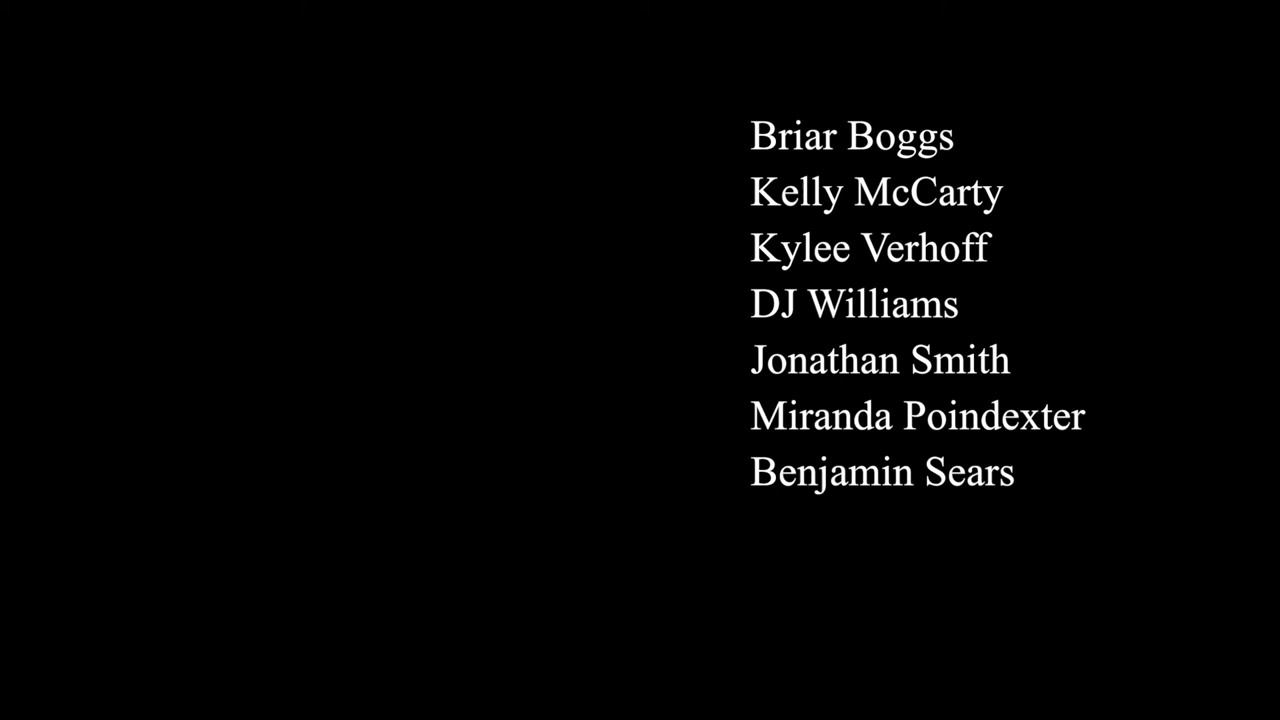 Briar Boggs
Kelly McCarty
Kylee Verhoff
DJ Williams
Jonathan Smith
Miranda Poindexter
Benjamin Sears